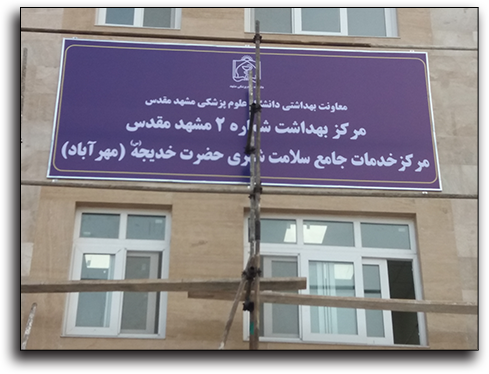 معاونت بهداشتی دانشگاه علوم پزشکی مشهد مقدس
مرکز بهداشت شماره ۲ مشهد مقدس
مرکز خدمات جامع سلامت شهری حضرت خدیجه (س) (مهرآباد)